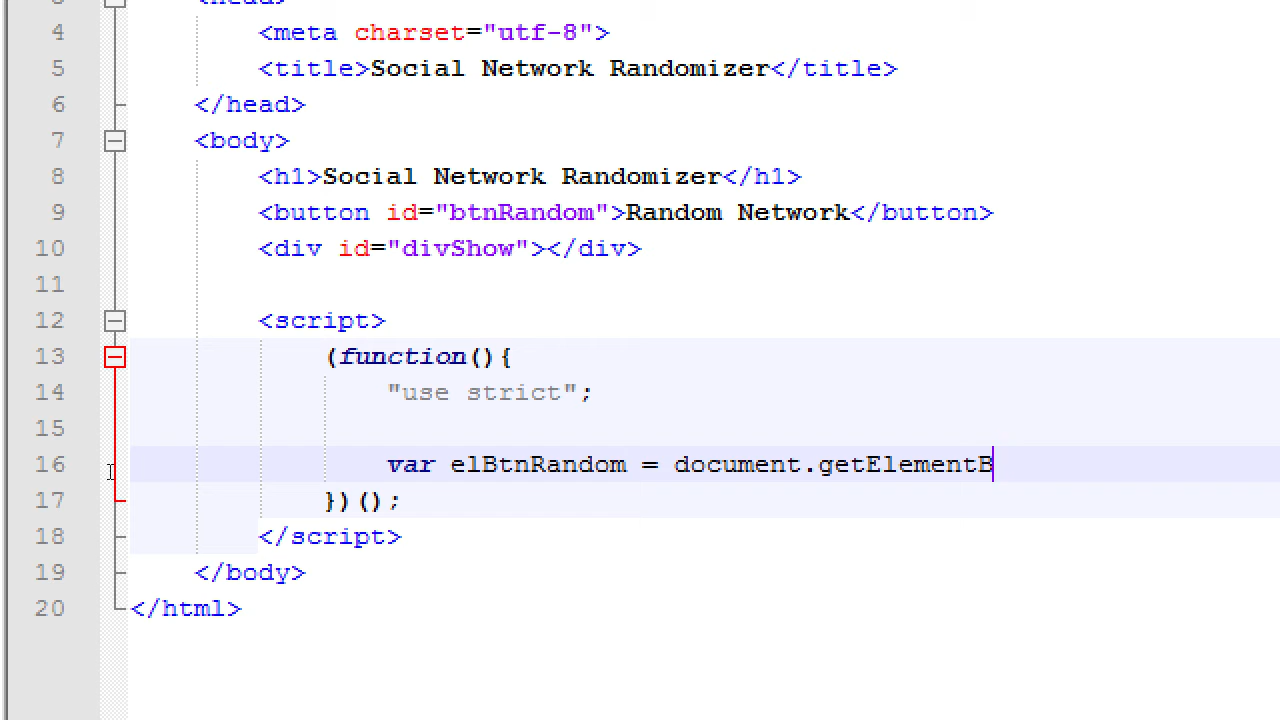 3 <head>
4 <meta charset="utf-8">
5 <title>Social Network Randomizer</title>
6 </head>
7 <body>
8 <h1>Social Network Randomizer</h1>
9 <button id="btnRandom">Random Network</button>
10 <div id="divShow"></div>
11
12 <script>
13 (function(){
14 "use strict";
15
16 var elBtnRandom = document.getElementB
17 })();
18 </script>
19 </body>
20 </html>